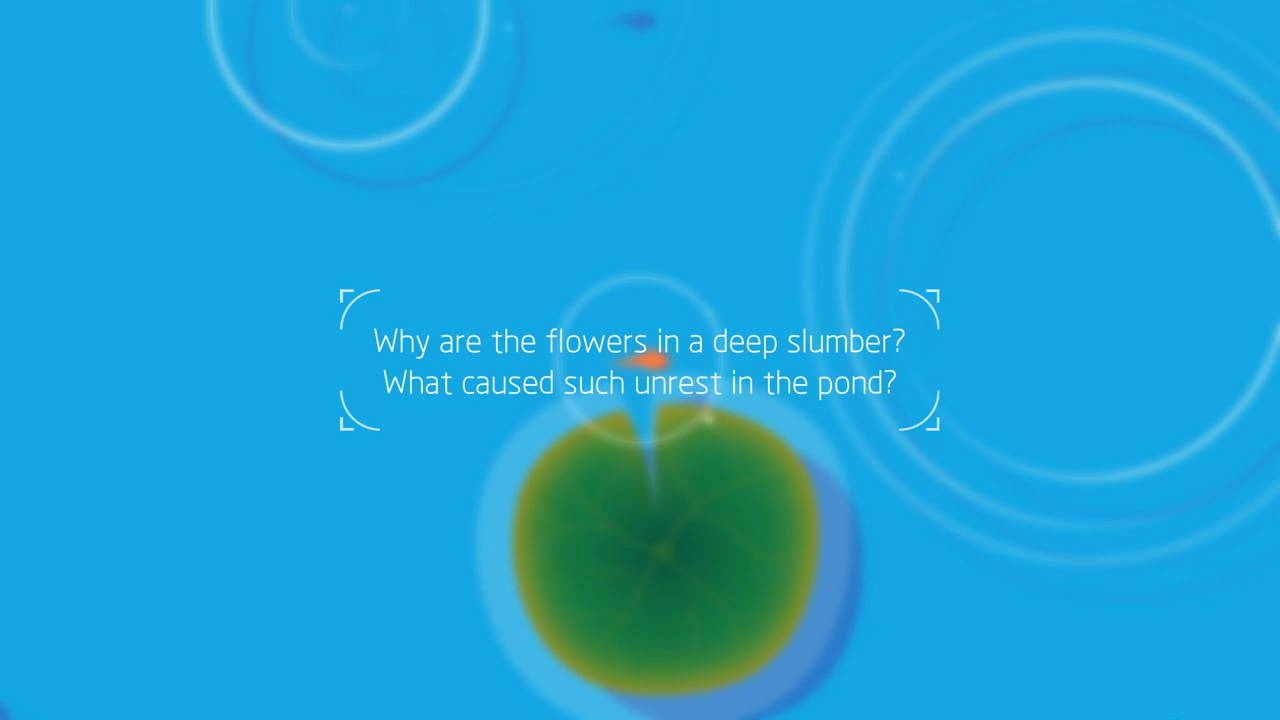 Why are the flowers in a deep slumber?
What caused such unrest in the pond?